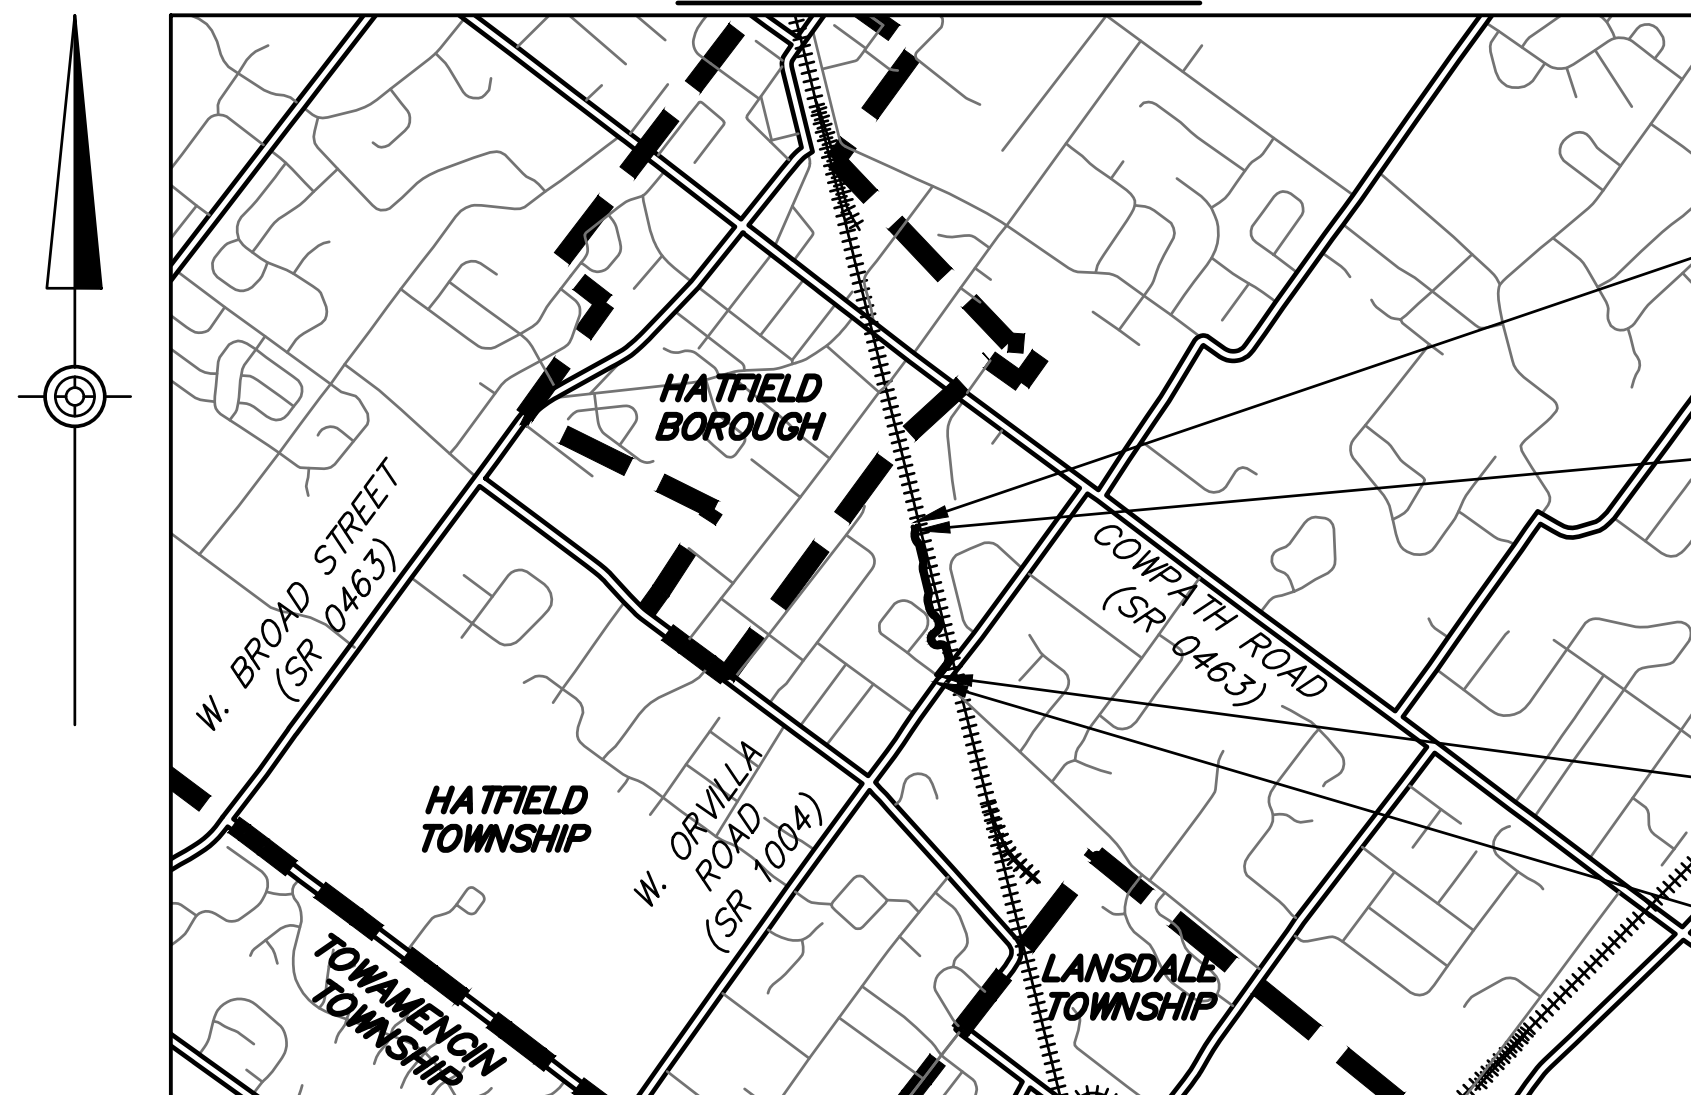 HATFIELD
BOROUGH
W. BROAD STREET
(SR 0463)
COWPATH ROAD
(SR 0463)
HATFIELD
TOWNSHIP
W. ORVILLA
ROAD
(SR 1004)
TOWAMENCIN
TOWNSHIP
LANSDALE
TOWNSHIP